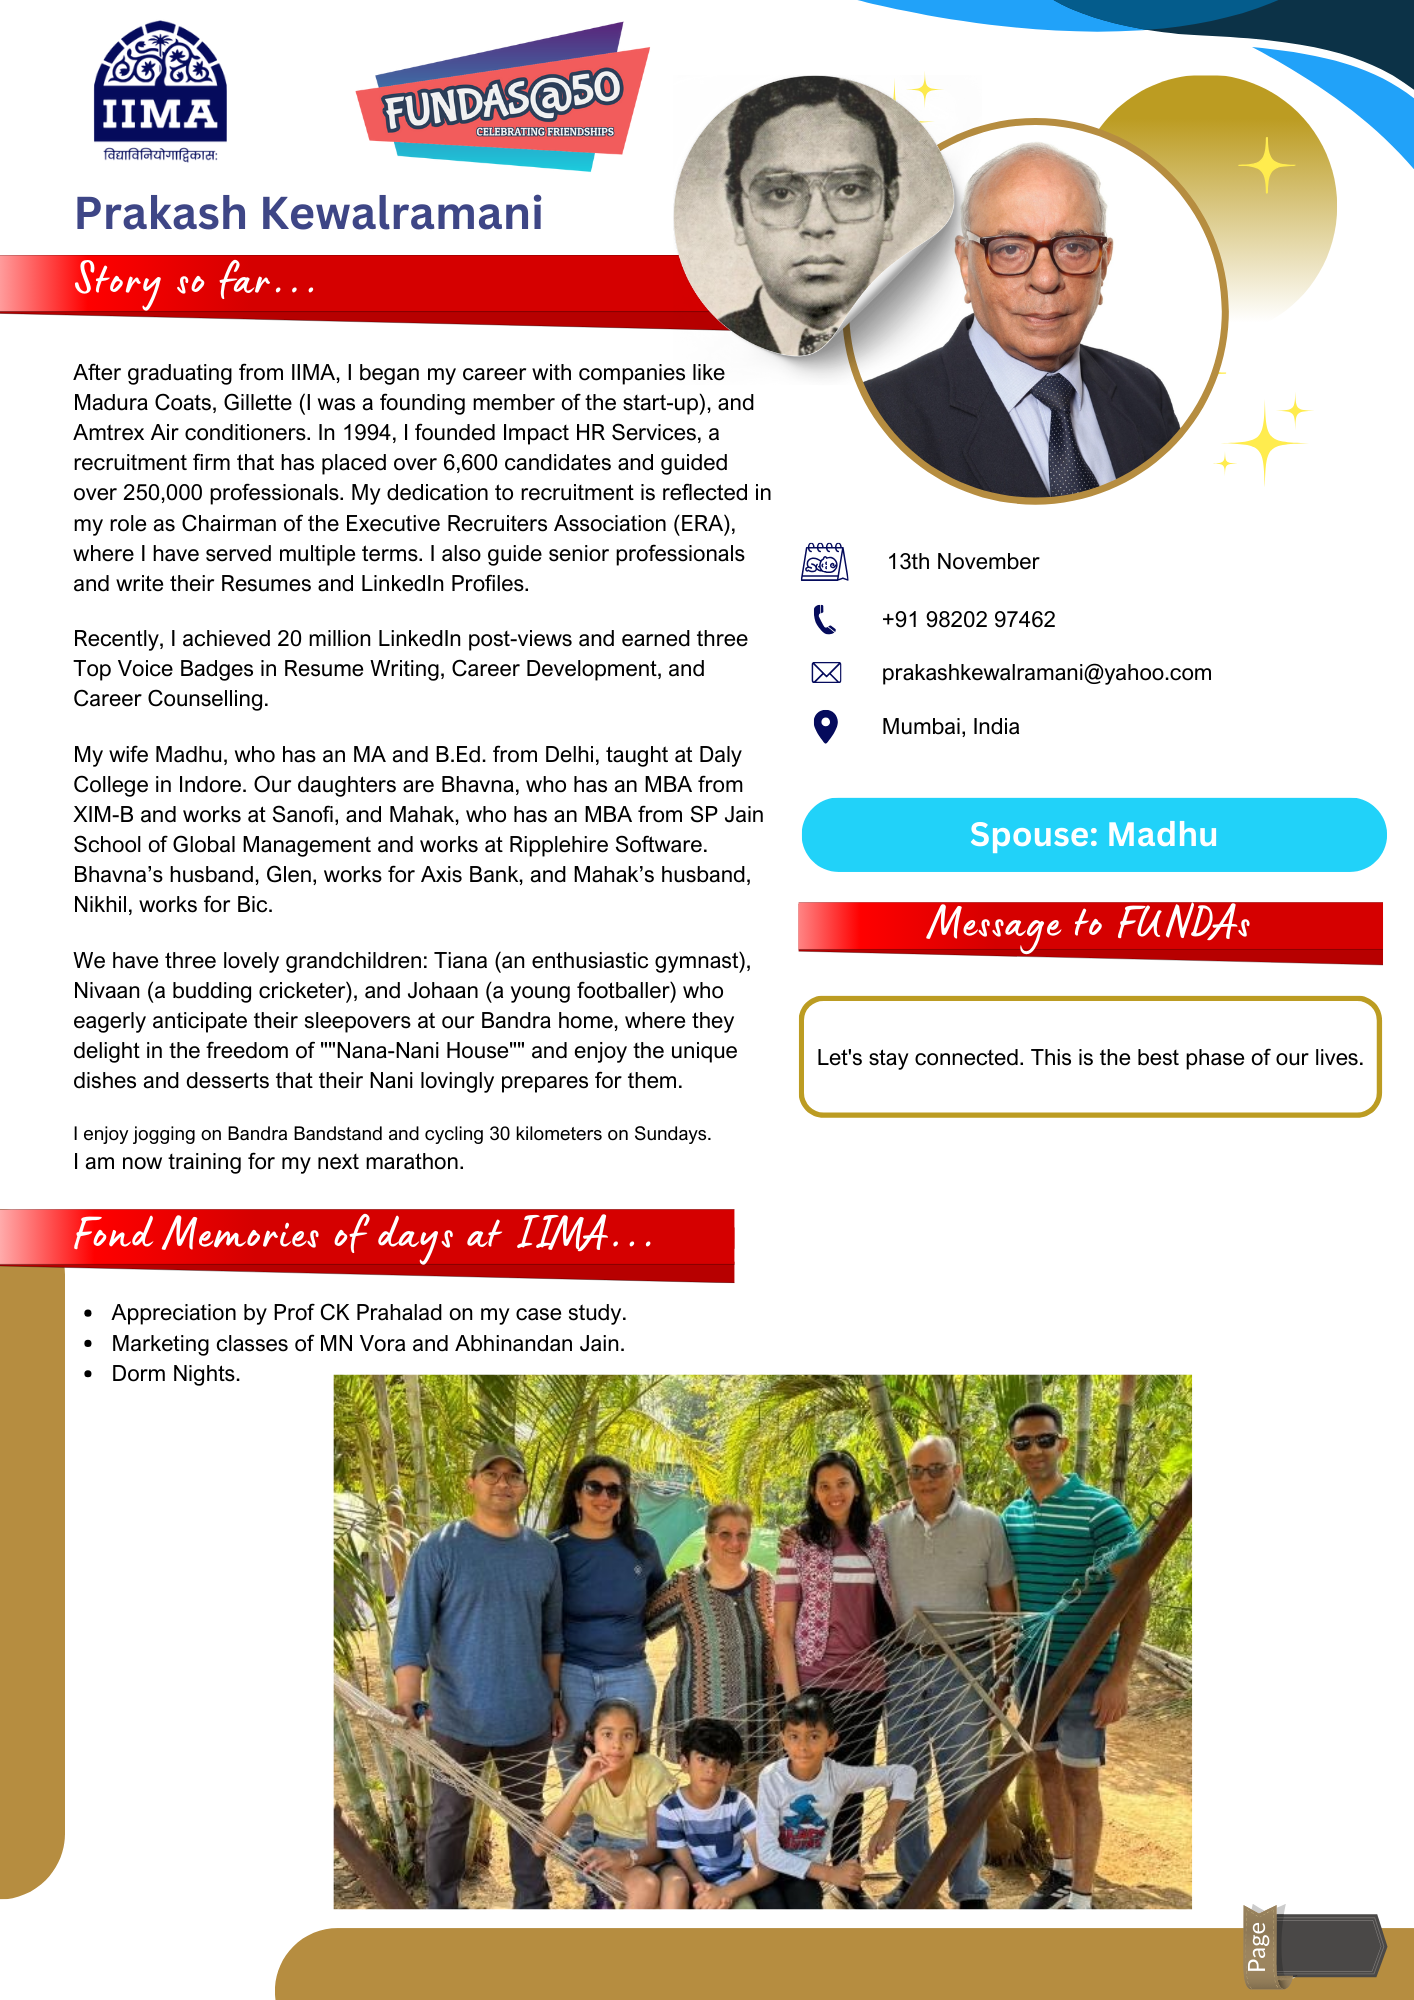 IIMA
विद्याविनियोगाद्विकास:
FUNDAS@50
CELEBRATING FRIENDSHIPS
Prakash Kewalramani
Story so far...
After graduating from IIMA, I began my career with companies like
Madura Coats, Gillette (I was a founding member of the start-up), and
Amtrex Air conditioners. In 1994, I founded Impact HR Services, a
recruitment firm that has placed over 6,600 candidates and guided
over 250,000 professionals. My dedication to recruitment is reflected in
my role as Chairman of the Executive Recruiters Association (ERA),
where I have served multiple terms. I also guide senior professionals
and write their Resumes and LinkedIn Profiles.
Recently, I achieved 20 million LinkedIn post-views and earned three
Top Voice Badges in Resume Writing, Career Development, and
Career Counselling.
My wife Madhu, who has an MA and B.Ed. from Delhi, taught at Daly
College in Indore. Our daughters are Bhavna, who has an MBA from
XIM-B and works at Sanofi, and Mahak, who has an MBA from SP Jain
School of Global Management and works at Ripplehire Software.
Bhavna’s husband, Glen, works for Axis Bank, and Mahak’s husband,
Nikhil, works for Bic.
We have three lovely grandchildren: Tiana (an enthusiastic gymnast),
Nivaan (a budding cricketer), and Johaan (a young footballer) who
eagerly anticipate their sleepovers at our Bandra home, where they
delight in the freedom of ""Nana-Nani House"" and enjoy the unique
dishes and desserts that their Nani lovingly prepares for them.
I enjoy jogging on Bandra Bandstand and cycling 30 kilometers on Sundays.
I am now training for my next marathon.
13th November
+91 98202 97462
prakashkewalramani@yahoo.com
Mumbai, India
Spouse: Madhu
Message to FUNDAs
Let's stay connected. This is the best phase of our lives.
Fond Memories of days at IIMA...
• Appreciation by Prof CK Prahalad on my case study.
• Marketing classes of MN Vora and Abhinandan Jain.
• Dorm Nights.
Page